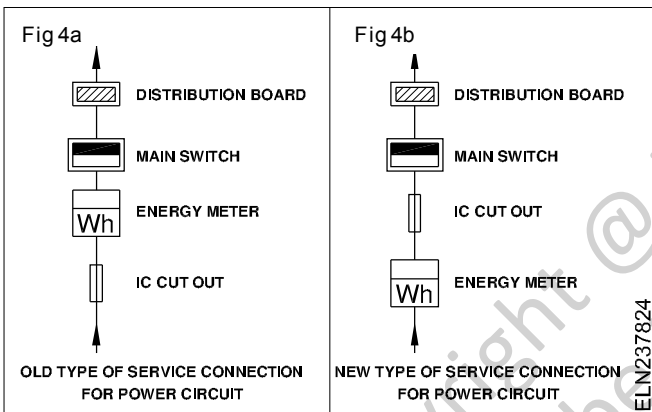 Fig 4a
DISTRIBUTION BOARD
MAIN SWITCH
ENERGY METER
Wh
IC CUT OUT
OLD TYPE OF SERVICE CONNECTION
FOR POWER CIRCUIT
Fig 4b
DISTRIBUTION BOARD
MAIN SWITCH
IC CUT OUT
ENERGY METER
Wh
NEW TYPE OF SERVICE CONNECTION
FOR POWER CIRCUIT
ELN237824
right @
be